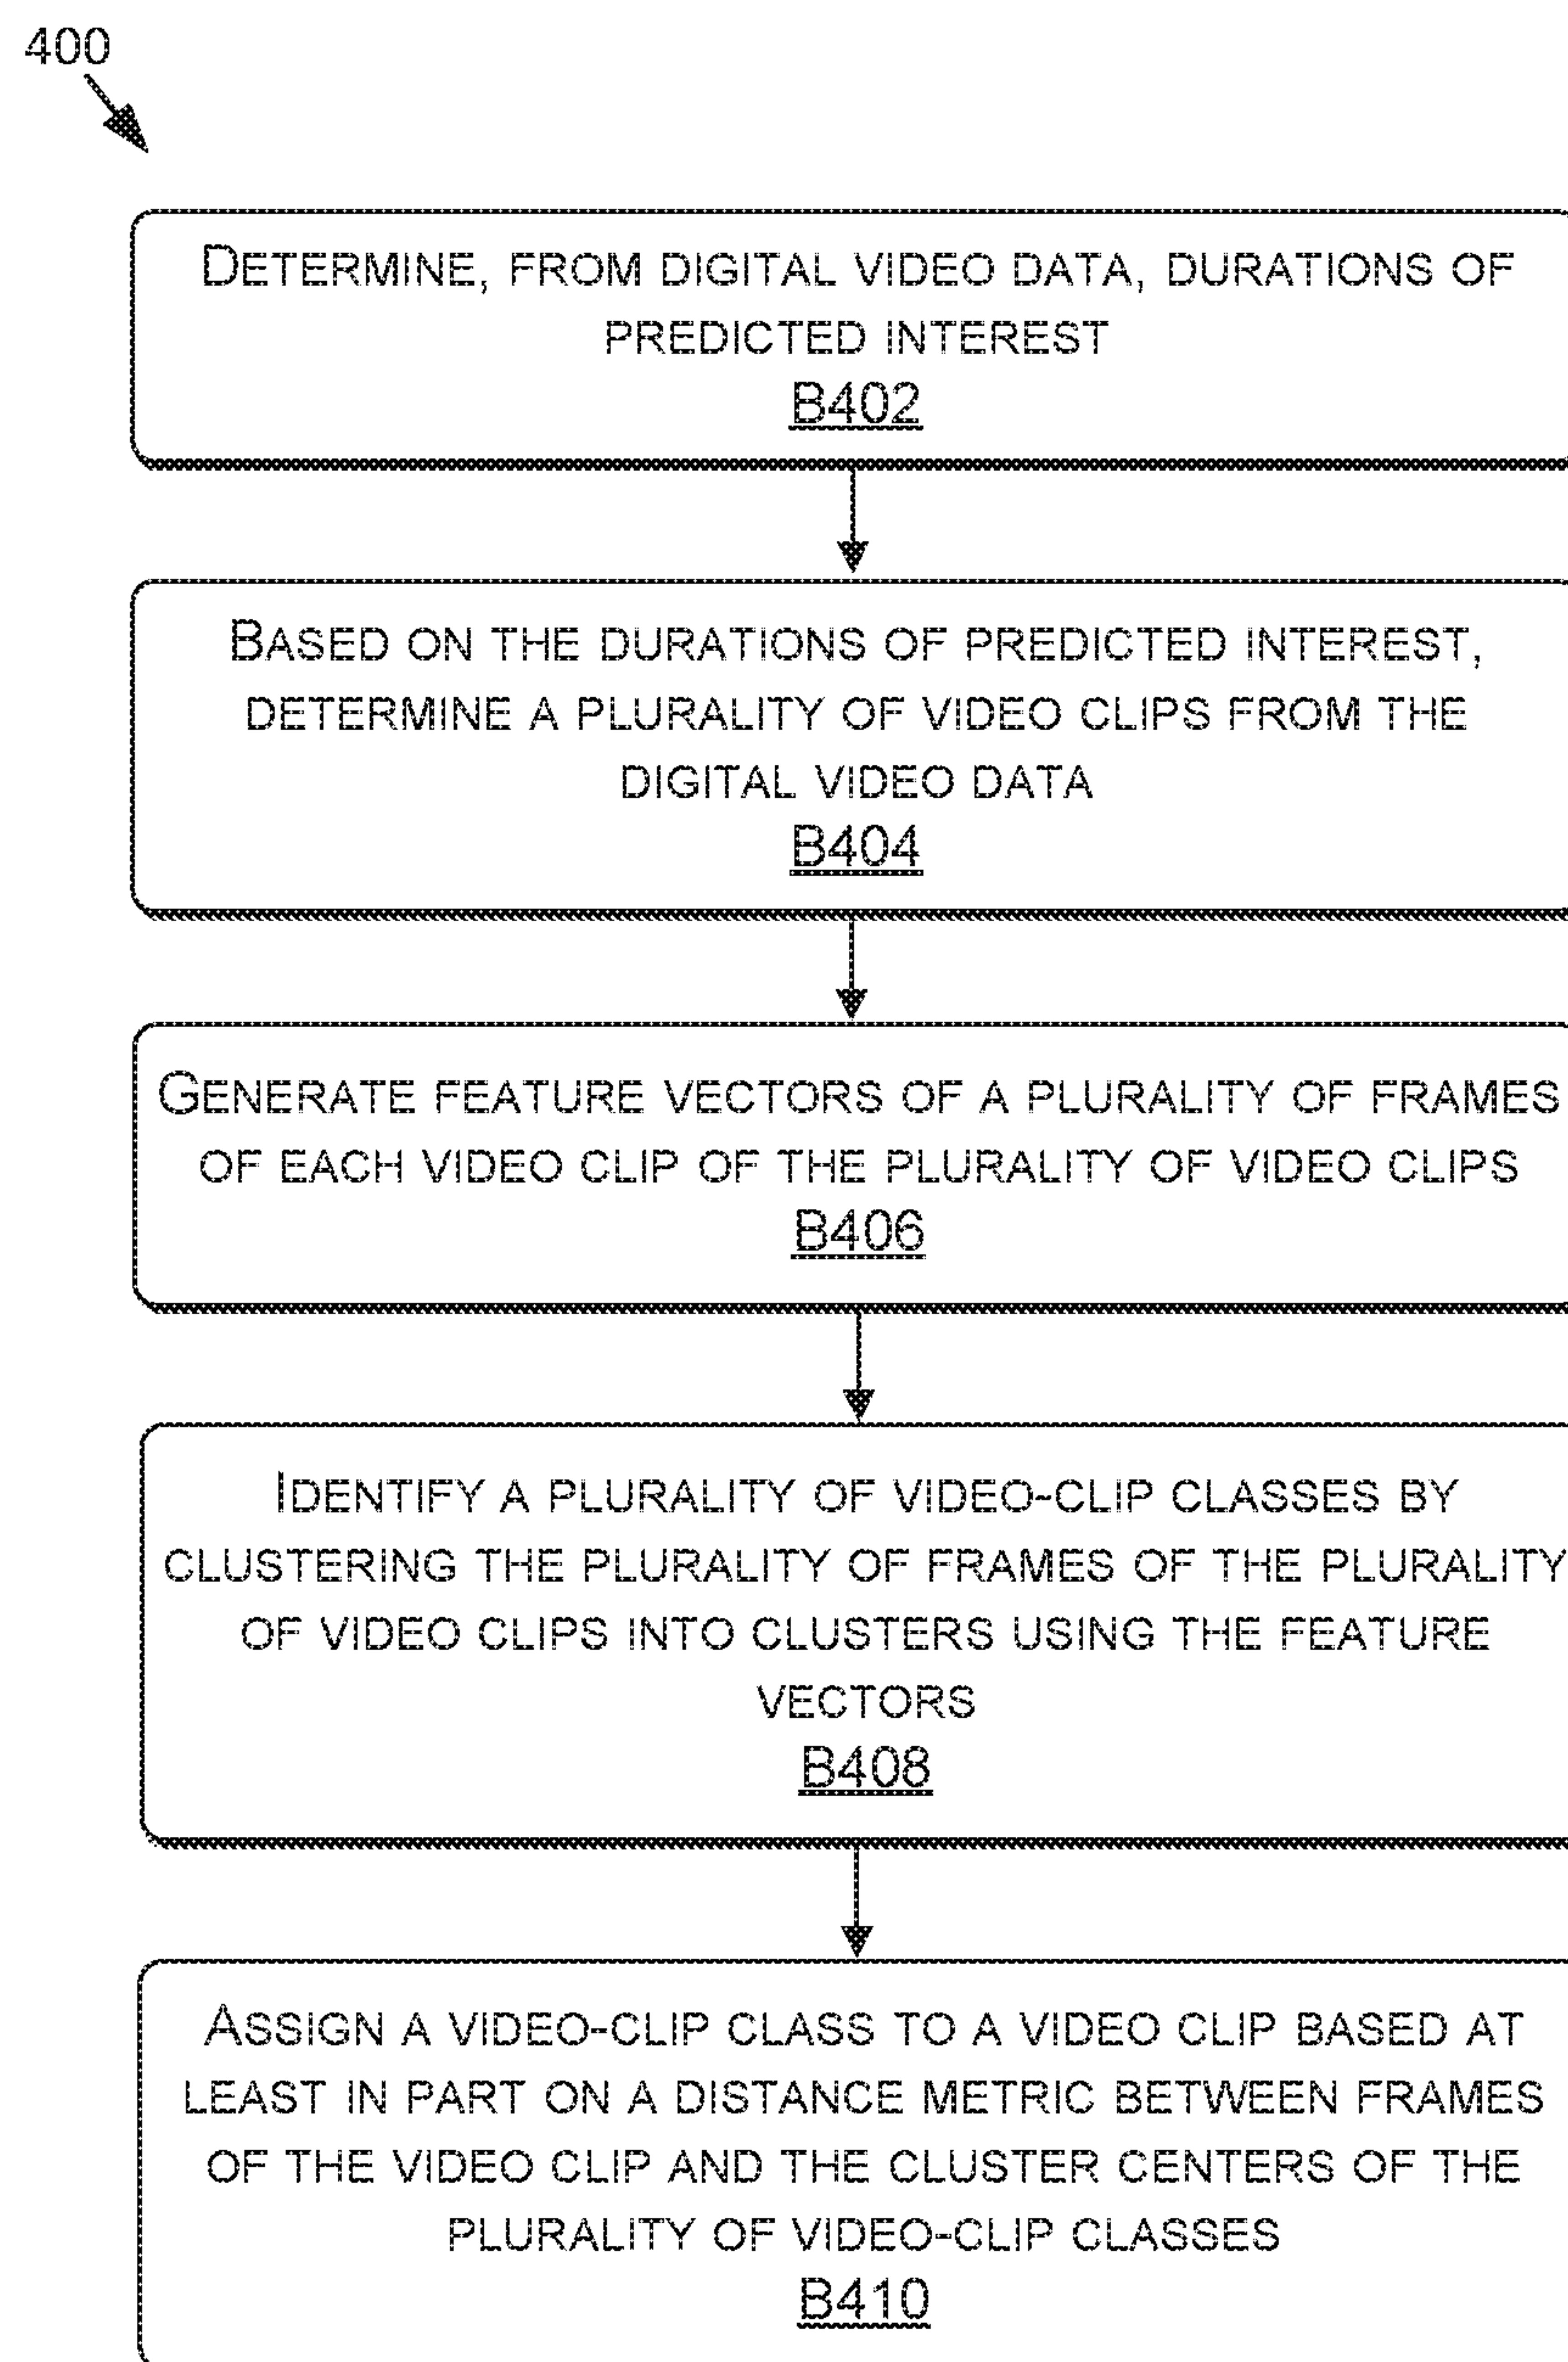 400
DETERMINE, FROM DIGITAL VIDEO DATA, DURATIONS OF
PREDICTED INTEREST
B402
BASED ON THE DURATIONS OF PREDICTED INTEREST,
DETERMINE A PLURALITY OF VIDEO CLIPS FROM THE
DIGITAL VIDEO DATA
B404
GENERATE FEATURE VECTORS OF A PLURALITY OF FRAMES
OF EACH VIDEO CLIP OF THE PLURALITY OF VIDEO CLIPS
B406
IDENTIFY A PLURALITY OF VIDEO-CLIP CLASSES BY
CLUSTERING THE PLURALITY OF FRAMES OF THE PLURALITY
OF VIDEO CLIPS INTO CLUSTERS USING THE FEATURE
VECTORS
B408
ASSIGN A VIDEO-CLIP CLASS TO A VIDEO CLIP BASED AT
LEAST IN PART ON A DISTANCE METRIC BETWEEN FRAMES
OF THE VIDEO CLIP AND THE CLUSTER CENTERS OF THE
PLURALITY OF VIDEO-CLIP CLASSES
B410